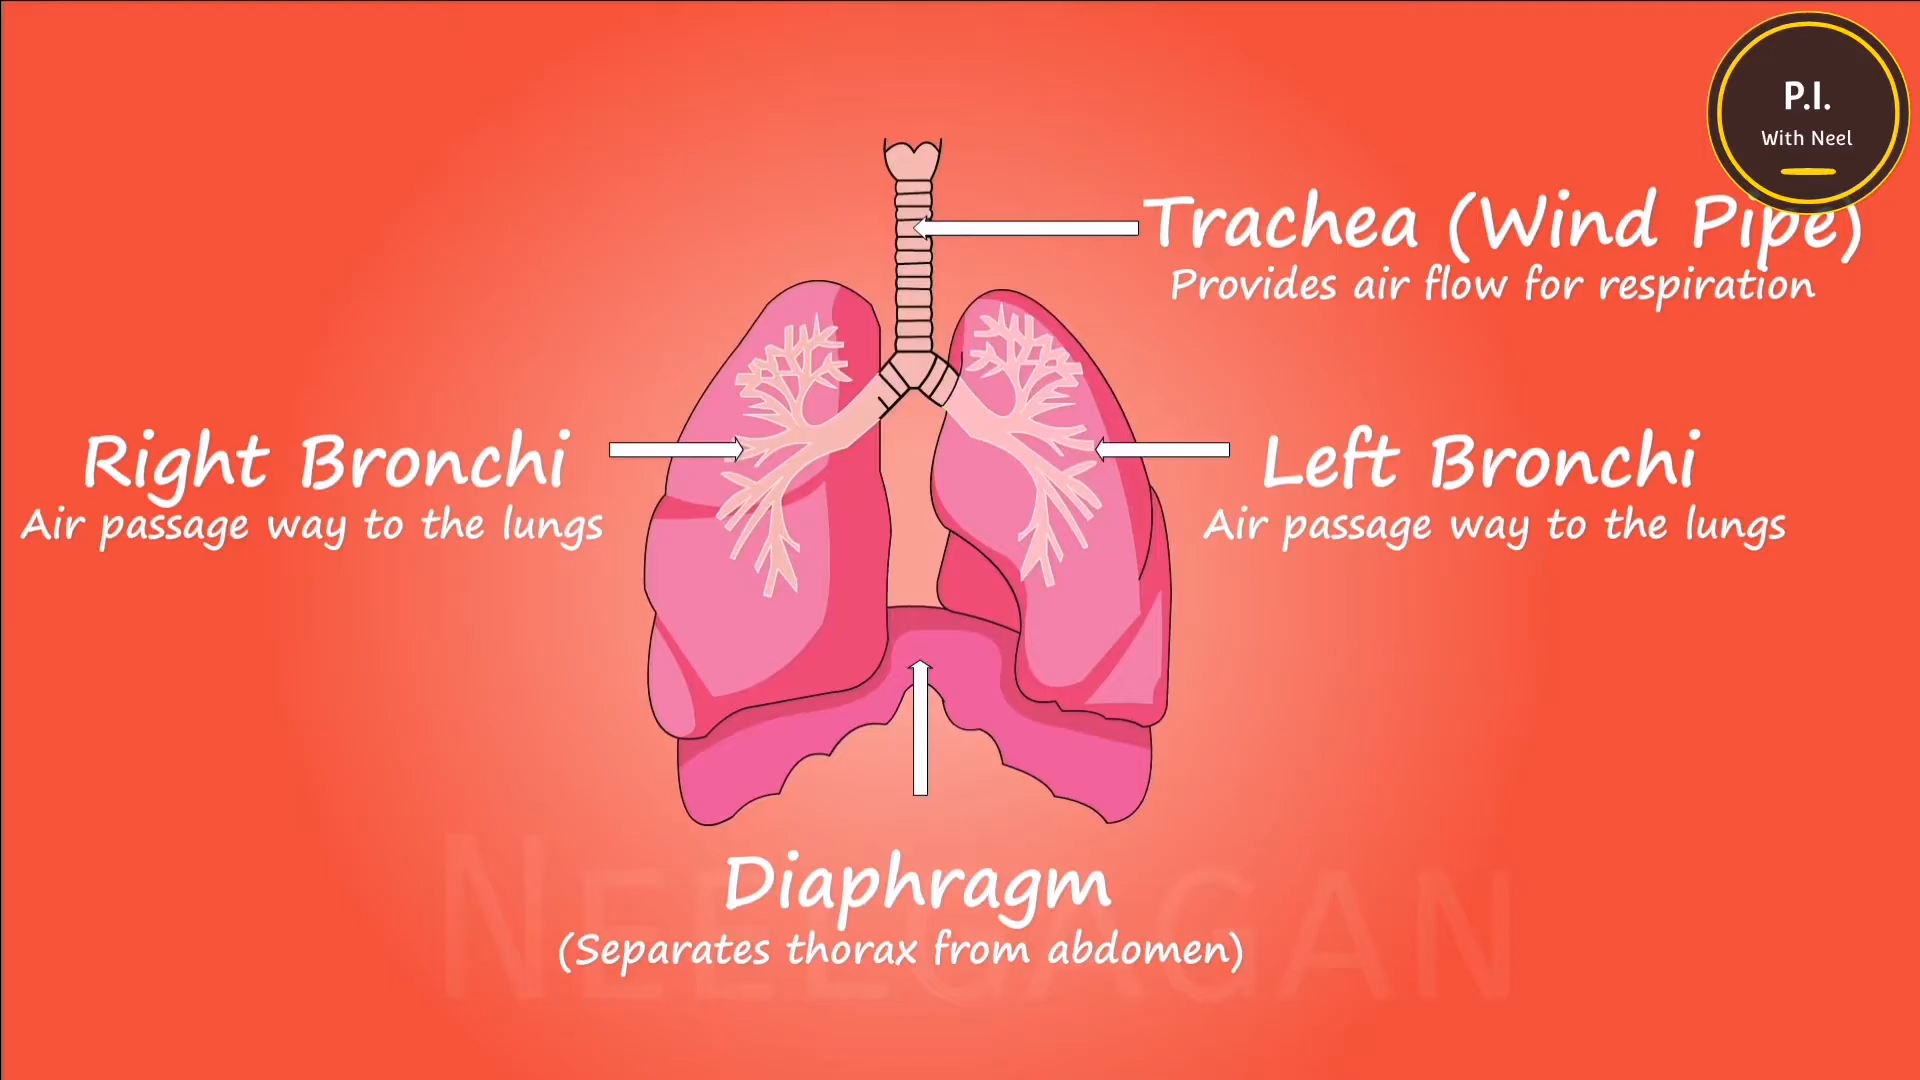 P.I.
With Neel
Trachea (Wind Pipe)
Provides air flow for respiration
Right Bronchi
Air passage way to the lungs
Left Bronchi
Air passage way to the lungs
Diaphragm
(Separates thorax from abdomen)
NEELGAGAN